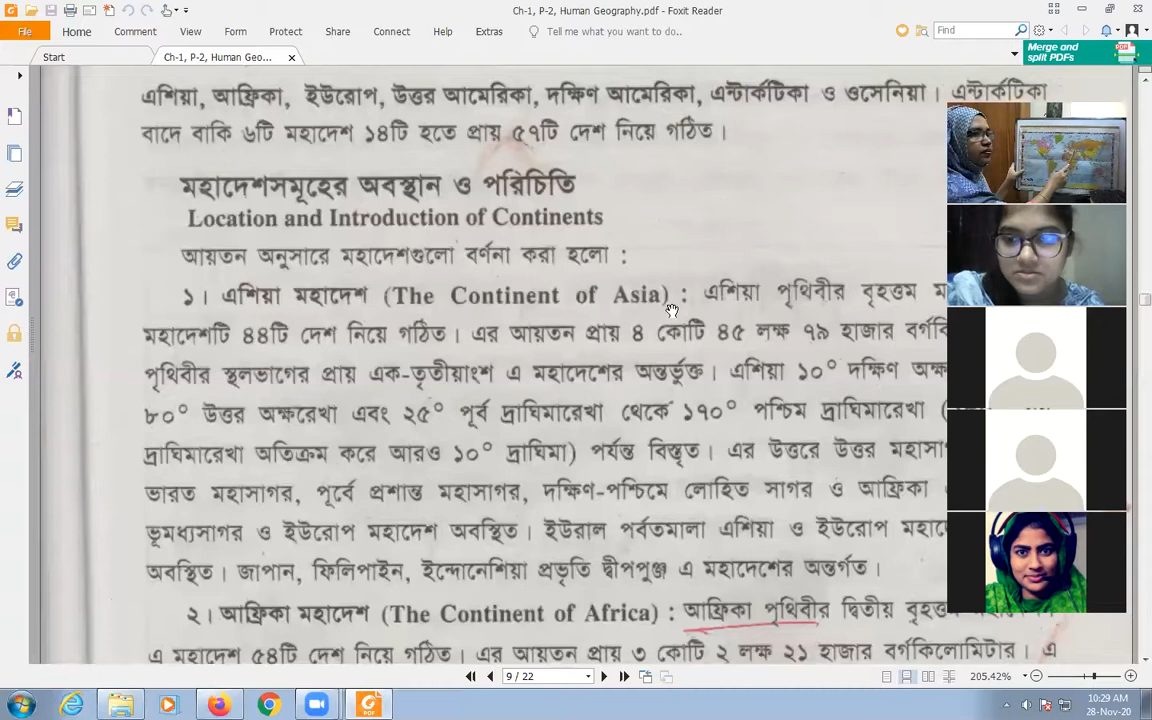 Ch-1, P-2, Human Geography.pdf - Foxit Reader
File Home Comment View Form Protect Share Connect Help Extras Tell me what you want to do.. Find
Start Ch-1, P-2, Human Geo...
Merge and
split PDFs
এশিয়া, আফ্রিকা, ইউরোপ, উত্তর আমেরিকা, দক্ষিণ আমেরিকা, এন্টার্কটিকা ও ওসেনিয়া। এন্টার্কটিকা
বাদে বাকি ৬টি মহাদেশ ১৪টি হতে প্রায় ৫৭টি দেশ নিয়ে গঠিত।
মহাদেশসমূহের অবস্থান ও পরিচিতি
Location and Introduction of Continents
আয়তন অনুসারে মহাদেশগুলো বর্ণনা করা হলো :
১। এশিয়া মহাদেশ (The Continent of Asia) : এশিয়া পৃথিবীর বৃহত্তম
মহাদেশটি ৪৪টি দেশ নিয়ে গঠিত। এর আয়তন প্রায় ৪ কোটি ৪৫ লক্ষ ৭৯ হাজার
পৃথিবীর স্থলভাগের প্রায় এক-তৃতীয়াংশ এ মহাদেশের অন্তর্ভুক্ত। এশিয়া ১০° দক্ষিণ
৮০° উত্তর অক্ষরেখা এবং ২৫° পূর্ব দ্রাঘিমারেখা থেকে ১৭০° পশ্চিম দ্রাঘিমারেখা (
দ্রাঘিমারেখা অতিক্রম করে আরও ১০° দ্রাঘিমা) পর্যন্ত বিস্তৃত। এর উত্তরে উত্তর
ভারত মহাসাগর, পূর্বে প্রশান্ত মহাসাগর, দক্ষিণ-পশ্চিমে লোহিত সাগর ও আফ্রিকা
ভূমধ্যসাগর ও ইউরোপ মহাদেশ অবস্থিত। ইউরাল পর্বতমালা এশিয়া ও ইউরোপ
অবস্থিত। জাপান, ফিলিপাইন, ইন্দোনেশিয়া প্রভৃতি দ্বীপপুঞ্জ এ মহাদেশের অন্তর্গত।
২। আফ্রিকা মহাদেশ (The Continent of Africa) : আফ্রিকা পৃথিবীর দ্বিতীয় বৃহত্তম
এ মহাদেশ ৫৪টি দেশ নিয়ে গঠিত। এর আয়তন প্রায় ৩ কোটি ২ লক্ষ ২১ হাজার বর্গকিলোমিটার। এ
9 / 22 205.42%
10:29 AM
28-Nov-20